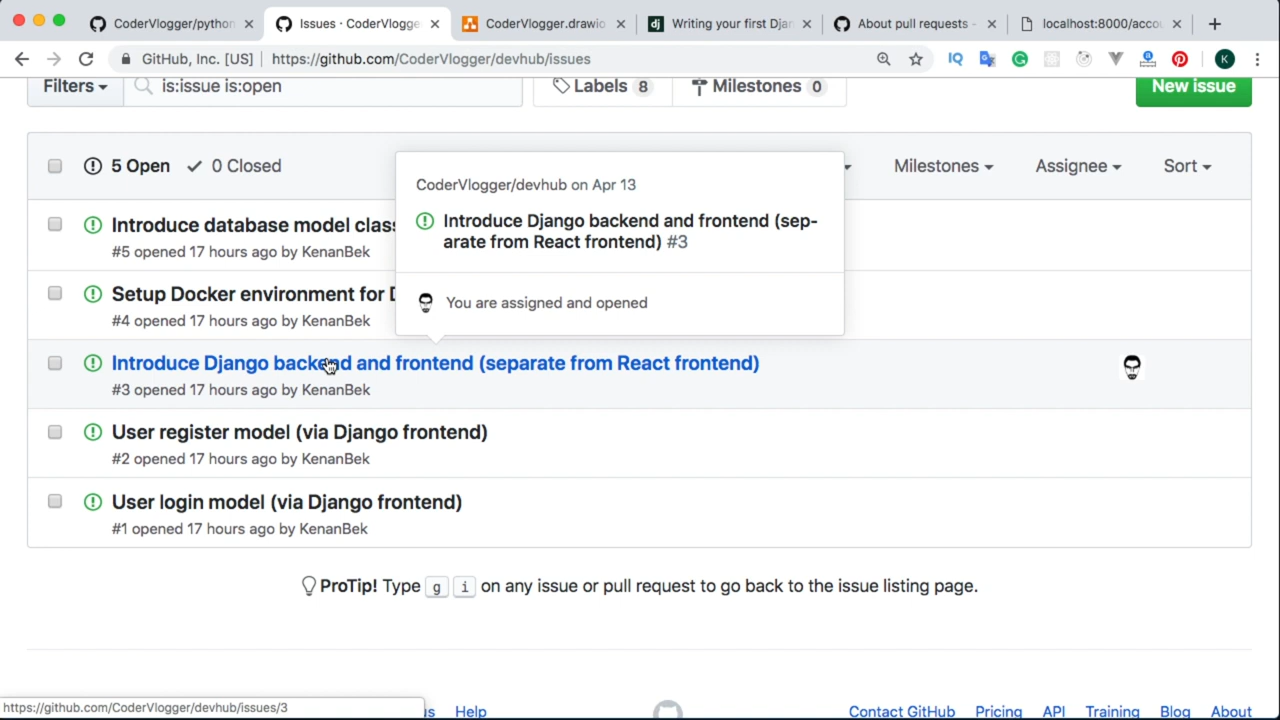 CoderVlogger/python
Issues · CoderVlogge
CoderVlogger.drawio
Writing your first Djan
About pull requests -
localhost:8000/accou
GitHub, Inc. [US]
https://github.com/CoderVlogger/devhub/issues
IQ
K
Filters
is:issue is:open
Labels 8
Milestones 0
New issue
5 Open
0 Closed
Milestones
Assignee
Sort
CoderVlogger/devhub on Apr 13
Introduce Django backend and frontend (sep-
arate from React frontend) #3
You are assigned and opened
Introduce database model clas
#5 opened 17 hours ago by KenanBek
Setup Docker environment for
#4 opened 17 hours ago by KenanBek
Introduce Django backend and frontend (separate from React frontend)
#3 opened 17 hours ago by KenanBek
User register model (via Django frontend)
#2 opened 17 hours ago by KenanBek
User login model (via Django frontend)
#1 opened 17 hours ago by KenanBek
ProTip! Type g i on any issue or pull request to go back to the issue listing page.
https://github.com/CoderVlogger/devhub/issues/3
Help
Contact GitHub
Pricing
API
Training
Blog
About